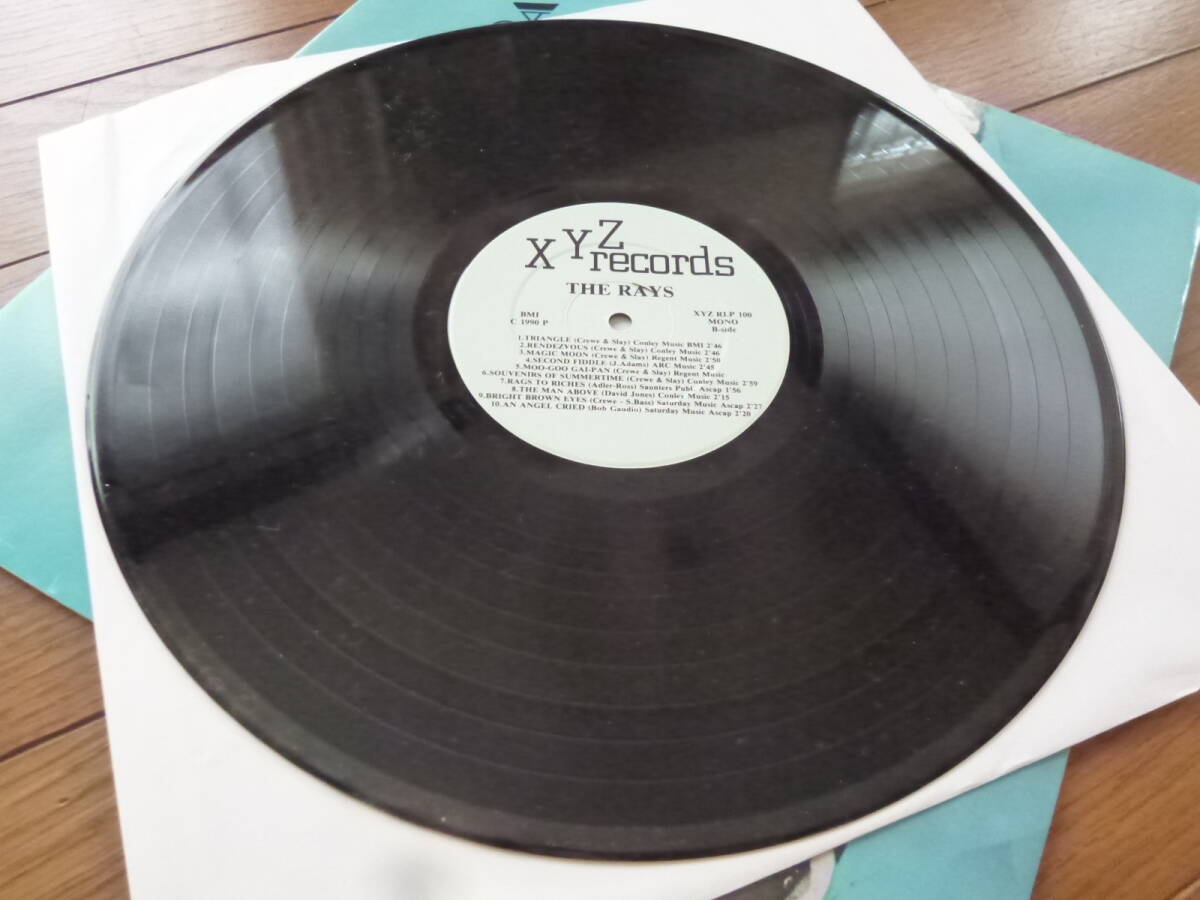 XYZ
records
THE RAYS
BMI
C 1990 P
XYZ RLP 100
MONO
B-side
1.TRIANGLE (Crewe & Slay) Conley Music BMI 2'46
2.RENDEZVOUS (Crewe & Slay) Conley Music 2'46
3.MAGIC MOON (Crewe & Slay) Regent Music 2'50
4.SECOND FIDDLE (J.Adams) ARC Music 2'45
5.MOO-GOO GAI-PAN (Crewe & Slay) Regent Music
6.SOUVENIRS OF SUMMERTIME (Crewe & Slay) Conley Music 2'59
7.RAGS TO RICHES (Adler-Ross) Saunters Publ. Ascap 1'56
8.THE MAN ABOVE (David Jones) Conley Music 2'15
9.BRIGHT BROWN EYES (Crewe - S.Bass) Saturday Music Ascap 2'27
10.AN ANGEL CRIED (Bob Gaudio) Saturday Music Ascap 2'20